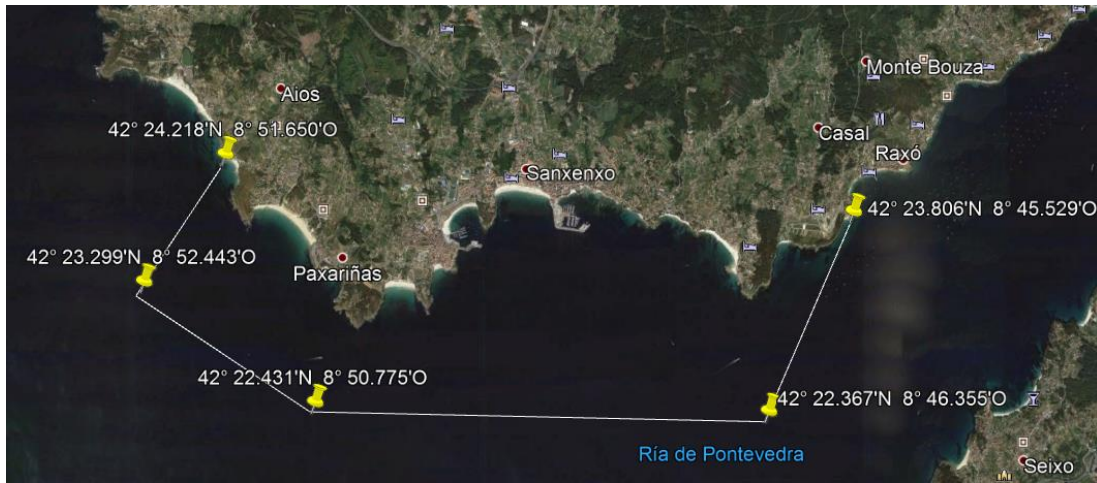 Monte Bouza
Aios
42° 24.218'N 8° 51.650'O
Casal
Raxó
Sanxenxo
42° 23.806'N 8° 45.529'O
42° 23.299'N 8° 52.443'O
Paxariñas
42° 22.431'N 8° 50.775'O
42° 22.367'N 8° 46.355'O
Ría de Pontevedra
Seixo